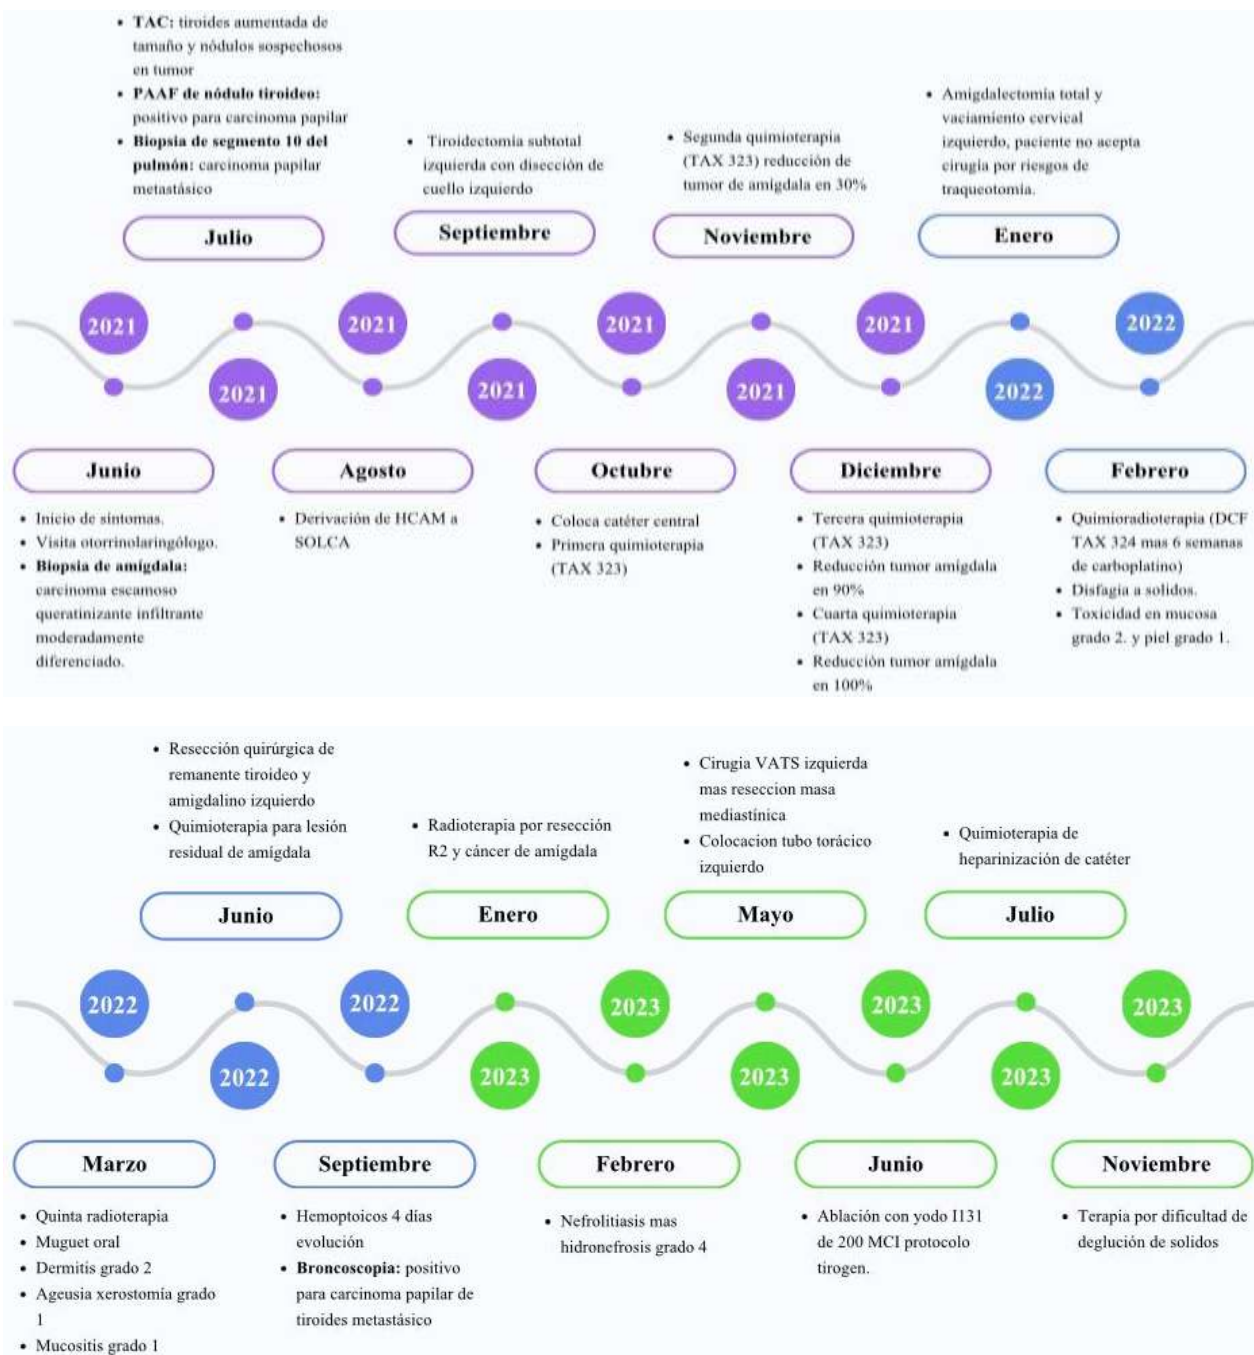 • TAC: tiroides aumentada de
tamaño y nódulos sospechosos
en tumor
• PAAF de nódulo tiroideo:
positivo para carcinoma papilar
• Biopsia de segmento 10 del
pulmón: carcinoma papilar
metastásico
• Tiroidectomía subtotal
izquierda con disección de
cuello izquierdo
• Segunda quimioterapia
(TAX 323) reducción de
tumor de amígdala en 30%
• Amigdalectomía total y
vaciamiento cervical
izquierdo, paciente no acepta
cirugía por riesgos de
traqueotomía.
Julio
Septiembre
Noviembre
Enero
2021
2021
2021
2021
2021
2021
2021
2022
2022
Junio
Agosto
Octubre
Diciembre
Febrero
• Inicio de síntomas.
• Visita otorrinolaringólogo.
• Biopsia de amígdala:
carcinoma escamoso
queratinizante infiltrante
moderadamente
diferenciado.
• Derivación de HCAM a
SOLCA
• Coloca catéter central
• Primera quimioterapia
(TAX 323)
• Tercera quimioterapia
(TAX 323)
• Reducción tumor amígdala
en 90%
• Cuarta quimioterapia
(TAX 323)
• Reducción tumor amígdala
en 100%
• Quimioradioterapia (DCF
TAX 324 mas 6 semanas
de carboplatino)
• Disfagia a solidos.
• Toxicidad en mucosa
grado 2. y piel grado 1.
• Resección quirúrgica de
remanente tiroideo y
amigdalino izquierdo
• Quimioterapia para lesión
residual de amígdala
• Radioterapia por resección
R2 y cáncer de amígdala
• Cirugia VATS izquierda
mas reseccion masa
mediastínica
• Colocacion tubo torácico
izquierdo
• Quimioterapia de
heparinización de catéter
Junio
Enero
Mayo
Julio
2022
2022
2022
2023
2023
2023
2023
2023
2023
Marzo
Septiembre
Febrero
Junio
Noviembre
• Quinta radioterapia
• Muguet oral
• Dermitis grado 2
• Ageusia xerostomía grado
1
• Mucositis grado 1
• Hemoptoicos 4 días
evolución
• Broncoscopia: positivo
para carcinoma papilar de
tiroides metastásico
• Nefrolitiasis mas
hidronefrosis grado 4
• Ablación con yodo I131
de 200 MCI protocolo
tirogen.
• Terapia por dificultad de
deglución de solidos